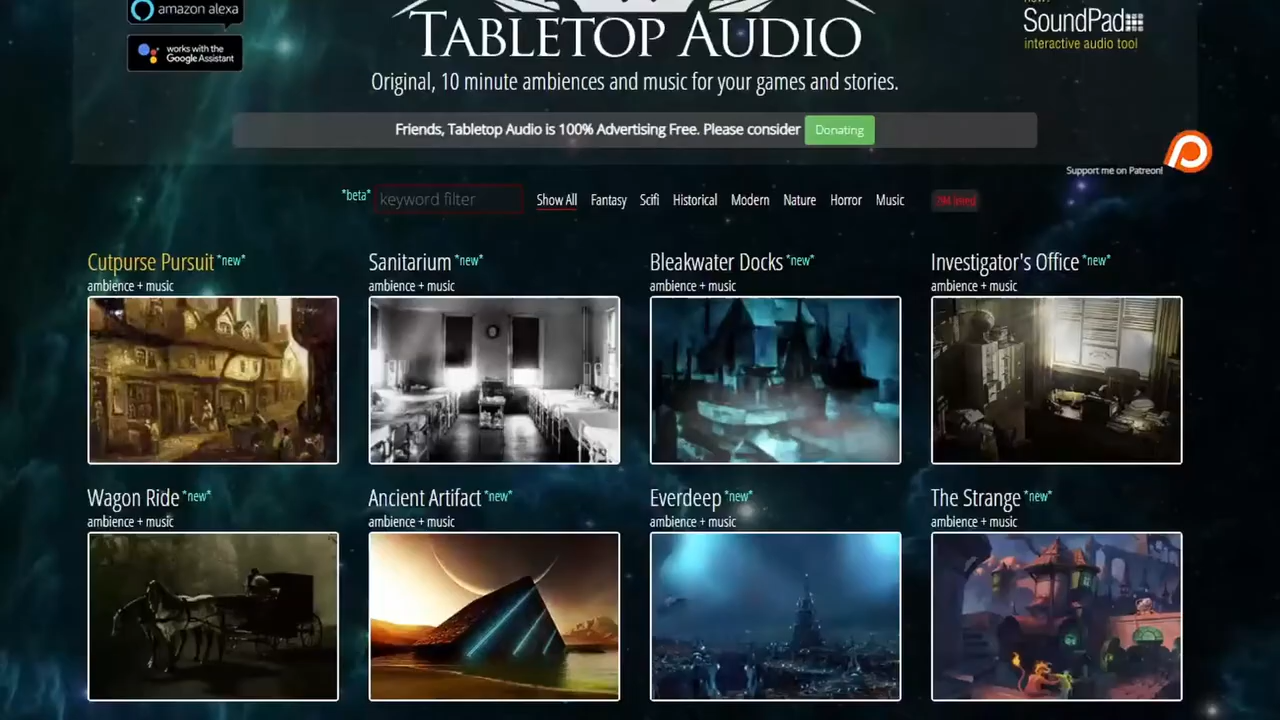 amazon alexa
works with the
Google Assistant
TABLETOP AUDIO
Original, 10 minute ambiences and music for your games and stories.
new!
SoundPad
interactive audio tool
Friends, Tabletop Audio is 100% Advertising Free. Please consider Donating
Support me on Patreon!
*beta* keyword filter Show All Fantasy Scifi Historical Modern Nature Horror Music
Cutpurse Pursuit *new*
ambience + music
Sanitarium *new*
ambience + music
Bleakwater Docks *new*
ambience + music
Investigator's Office *new*
ambience + music
Wagon Ride *new*
ambience + music
Ancient Artifact *new*
ambience + music
Everdeep *new*
ambience + music
The Strange *new*
ambience + music